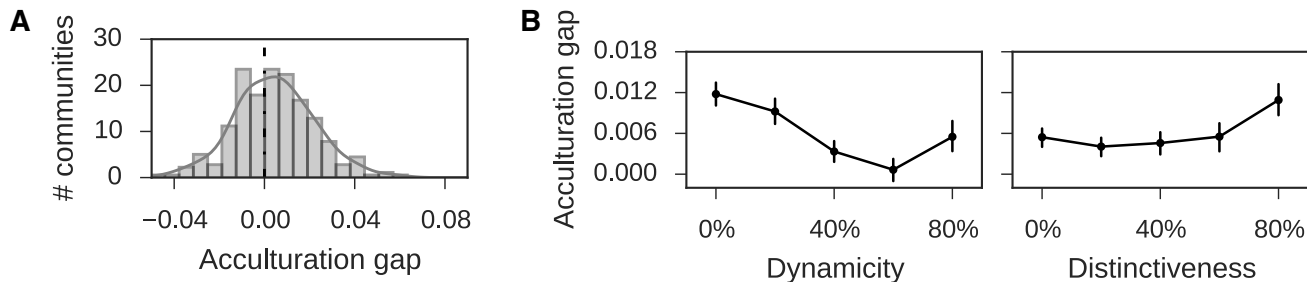 A
# communities
30
20
10
0
−0.04
0.00
0.04
0.08
Acculturation gap
B
Acculturation gap
0.018
0.012
0.006
0.000
0%
40%
80%
Dynamicity
0%
40%
80%
Distinctiveness